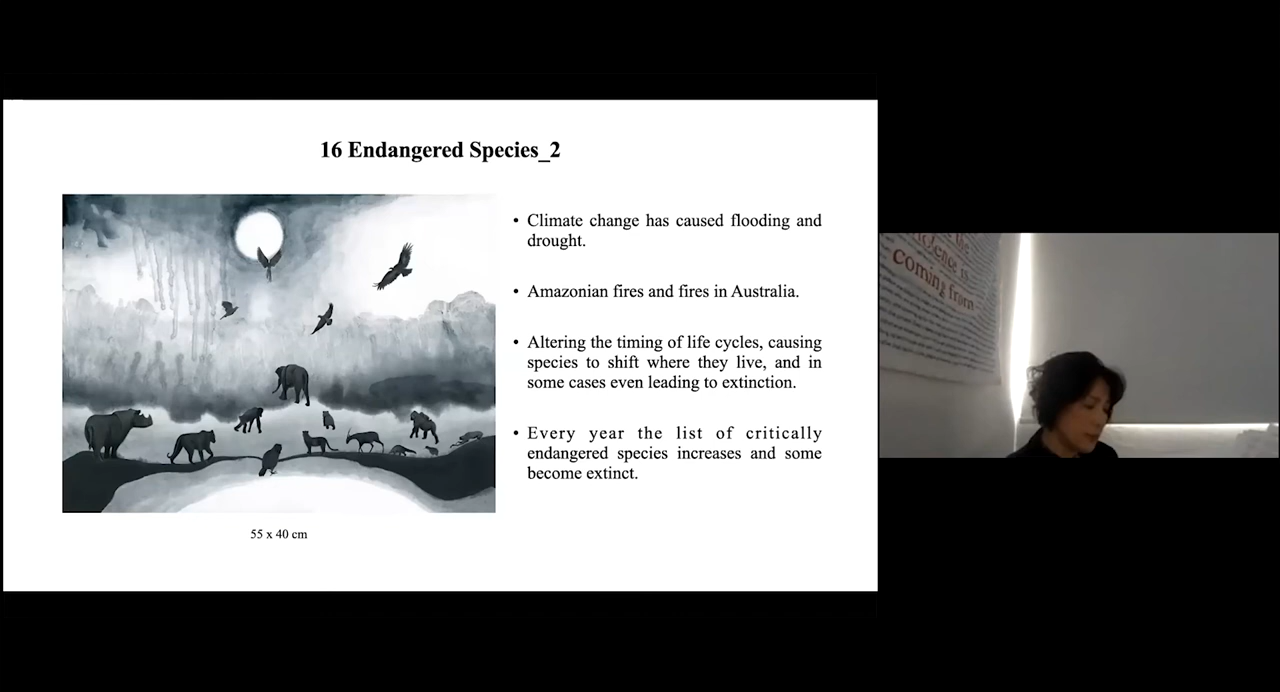 16 Endangered Species_2
• Climate change has caused flooding and
drought.
• Amazonian fires and fires in Australia.
• Altering the timing of life cycles, causing
species to shift where they live, and in
some cases even leading to extinction.
• Every year the list of critically
endangered species increases and some
become extinct.
55 x 40 cm
the
is
coming from